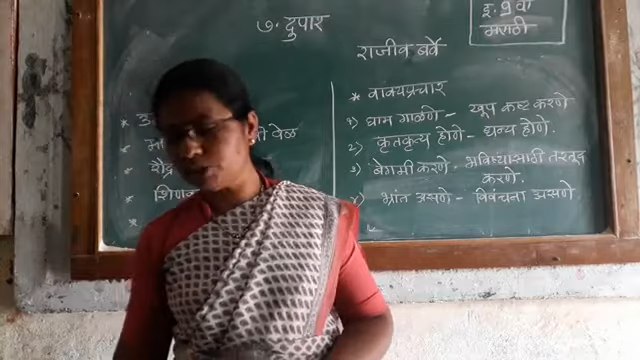 ७. दुपार
इ. ९ वी
मराठी
राजीव बर्वे
* वाक्यप्रचार
१) घाम गाळणे - खूप कष्ट करणे
२) कृतकृत्य होणे - धन्य होणे.
३) बेगमी करणे - भविष्यासाठी तरतूद
करणे.
भ्रांत असणे - विवंचना असणे.
वेळ